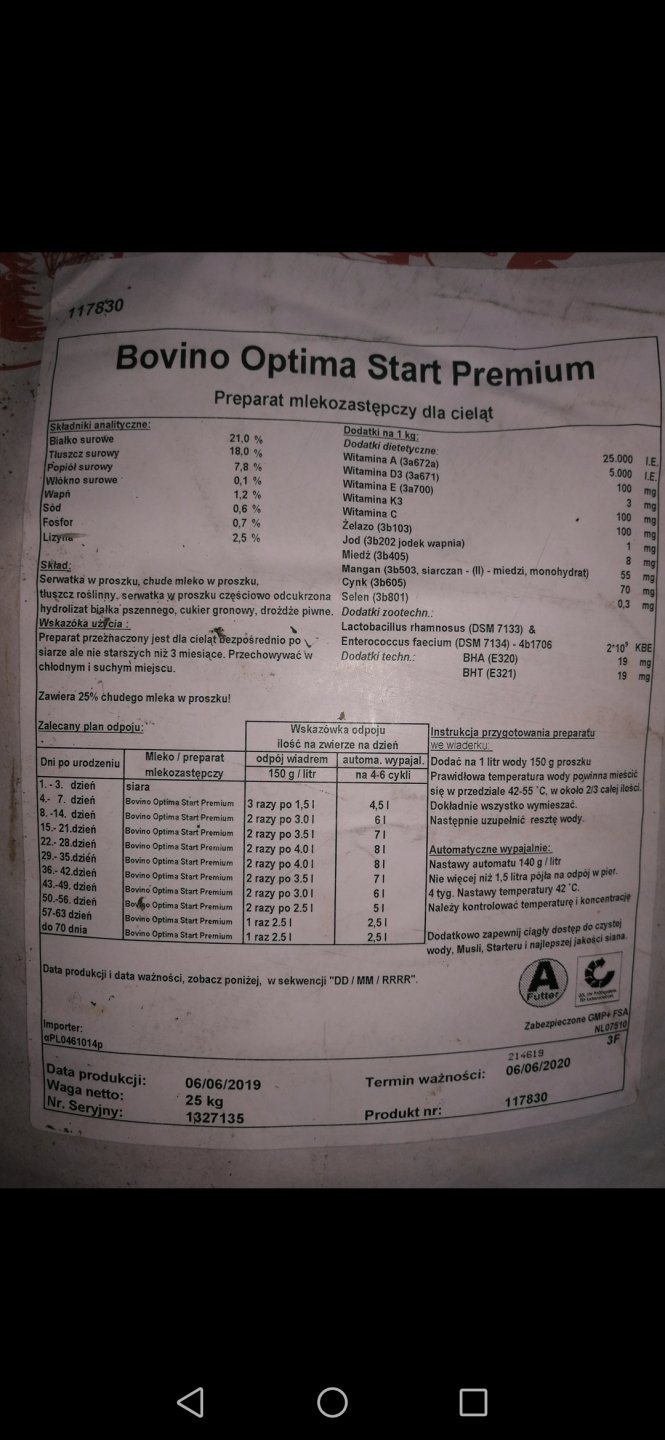 117830
Bovino Optima Start Premium
Preparat mlekozastępczy dla cieląt
Składniki analityczne:
Białko surowe 21,0 %
Tłuszcz surowy 18,0 %
Popiół surowy 7,8 %
Włókno surowe 0,1 %
Wapń 1,2 %
Sód 0,6 %
Fosfor 0,7 %
Lizyna 2,5 %
Skład:
Serwatka w proszku, chude mleko w proszku,
tłuszcz roślinny, serwatka w proszku częściowo odcukrzona
hydrolizat białka pszennego, cukier gronowy, drożdże piwne.
Wskazóka użycia :
Preparat przeznaczony jest dla cieląt bezpośrednio po
siarze ale nie starszych niż 3 miesiące. Przechowywać w
chłodnym i suchym miejscu.
Zawiera 25% chudego mleka w proszku!
Dodatki na 1 kg:
Dodatki dietetyczne:
Witamina A (3a672a) 25.000 I.E.
Witamina D3 (3a671) 5.000 I.E.
Witamina E (3a700) 100 mg
Witamina K3 3 mg
Witamina C 100 mg
Żelazo (3b103) 100 mg
Jod (3b202 jodek wapnia) 1 mg
Miedź (3b405) 8 mg
Mangan (3b503, siarczan - (II) - miedzi, monohydrat) 55 mg
Cynk (3b605) 70 mg
Selen (3b801) 0,3 mg
Dodatki zootechn.:
Lactobacillus rhamnosus (DSM 7133) &
Enterococcus faecium (DSM 7134) - 4b1706 2*10⁹ KBE
Dodatki techn.: BHA (E320) 19 mg
BHT (E321) 19 mg
Zalecany plan odpoju:
Wskazówka odpoju
ilość na zwierze na dzień
Dni po urodzeniu Mleko / preparat mlekozastępczy odpój wiadrem automa. wypajal.
150 g / litr na 4-6 cykli
1. - 3. dzień siara
4.- 7. dzień Bovino Optima Start Premium 3 razy po 1,5 l 4,5 l
8. -14. dzień Bovino Optima Start Premium 2 razy po 3.0 l 6 l
15.- 21.dzień Bovino Optima Start Premium 2 razy po 3.5 l 7 l
22.- 28.dzień Bovino Optima Start Premium 2 razy po 4.0 l 8 l
29.- 35.dzień Bovino Optima Start Premium 2 razy po 4.0 l 8 l
36.- 42.dzień Bovino Optima Start Premium 2 razy po 3.5 l 7 l
43.-49. dzień Bovino Optima Start Premium 2 razy po 3.0 l 6 l
50.-56. dzień Bovino Optima Start Premium 2 razy po 2.5 l 5 l
57-63 dzień Bovino Optima Start Premium 1 raz 2.5 l 2,5 l
do 70 dnia Bovino Optima Start Premium 1 raz 2.5 l 2,5 l
Instrukcja przygotowania preparatu
we wiaderku:
Dodać na 1 litr wody 150 g proszku
Prawidłowa temperatura wody powinna mieścić
się w przedziale 42-55 °C, w około 2/3 całej ilości.
Dokładnie wszystko wymieszać.
Następnie uzupełnić resztę wody.
Automatyczne wypajalnie:
Nastawy automatu 140 g / litr
Nie więcej niż 1,5 litra pójła na odpój w pier.
4 tyg. Nastawy temperatury 42 °C.
Należy kontrolować temperaturę i koncentrację
Dodatkowo zapewnij ciągły dostęp do czystej
wody, Musli, Starteru i najlepszej jakości siana.
Data produkcji i data ważności, zobacz poniżej, w sekwencji "DD / MM / RRRR".
A
Futter
Zabezpieczone GMP+ FSA
NL07510
3F
Importer:
αPL0461014p
Data produkcji: 06/06/2019
Waga netto: 25 kg
Nr. Seryjny: 1327135
214619
Termin ważności: 06/06/2020
Produkt nr: 117830